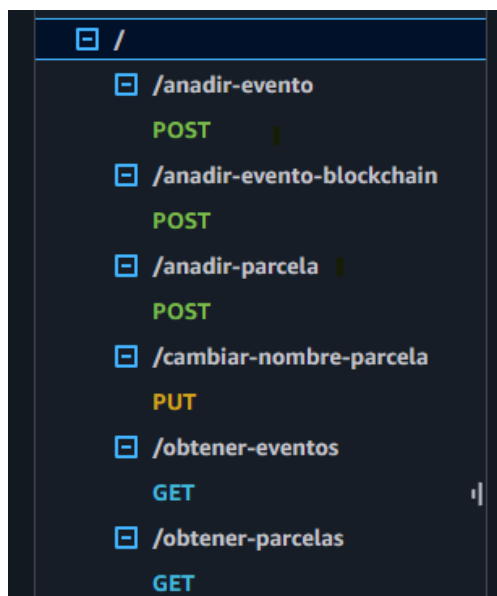 /
/anadir-evento
POST
/anadir-evento-blockchain
POST
/anadir-parcela
POST
/cambiar-nombre-parcela
PUT
/obtener-eventos
GET
/obtener-parcelas
GET